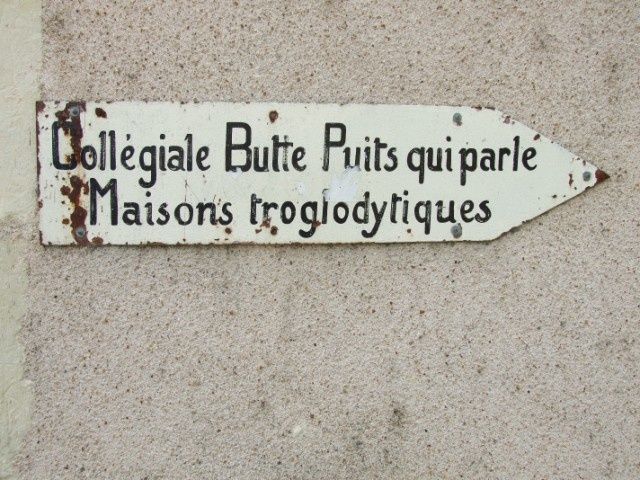 Collégiale Butte Puits qui parle
Maisons troglodytiques